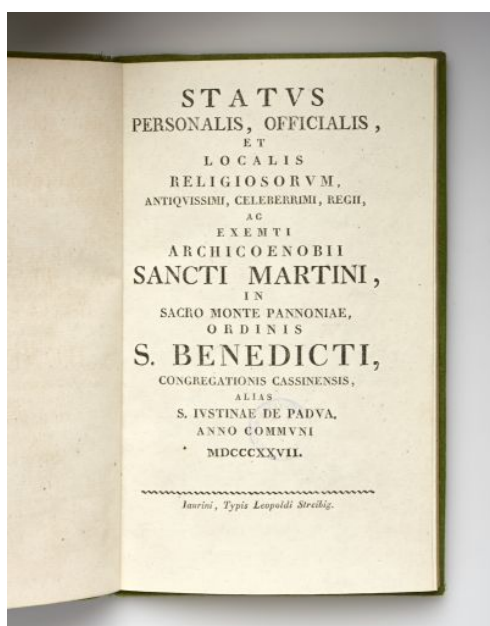 STATVS
PERSONALIS, OFFICIALIS,
ET
LOCALIS
RELIGIOSORVM,
ANTIQVISSIMI, CELEBERRIMI, REGII,
AC
EXEMTI
ARCHICOENOBII
SANCTI MARTINI,
IN
SACRO MONTE PANNONIAE,
ORDINIS
S. BENEDICTI,
CONGREGATIONIS CASSINENSIS,
ALIAS
S. IVSTINAE DE PADVA.
ANNO COMMVNI
MDCCCXXVII.
Iaurini, Typis Leopoldi Streibig.